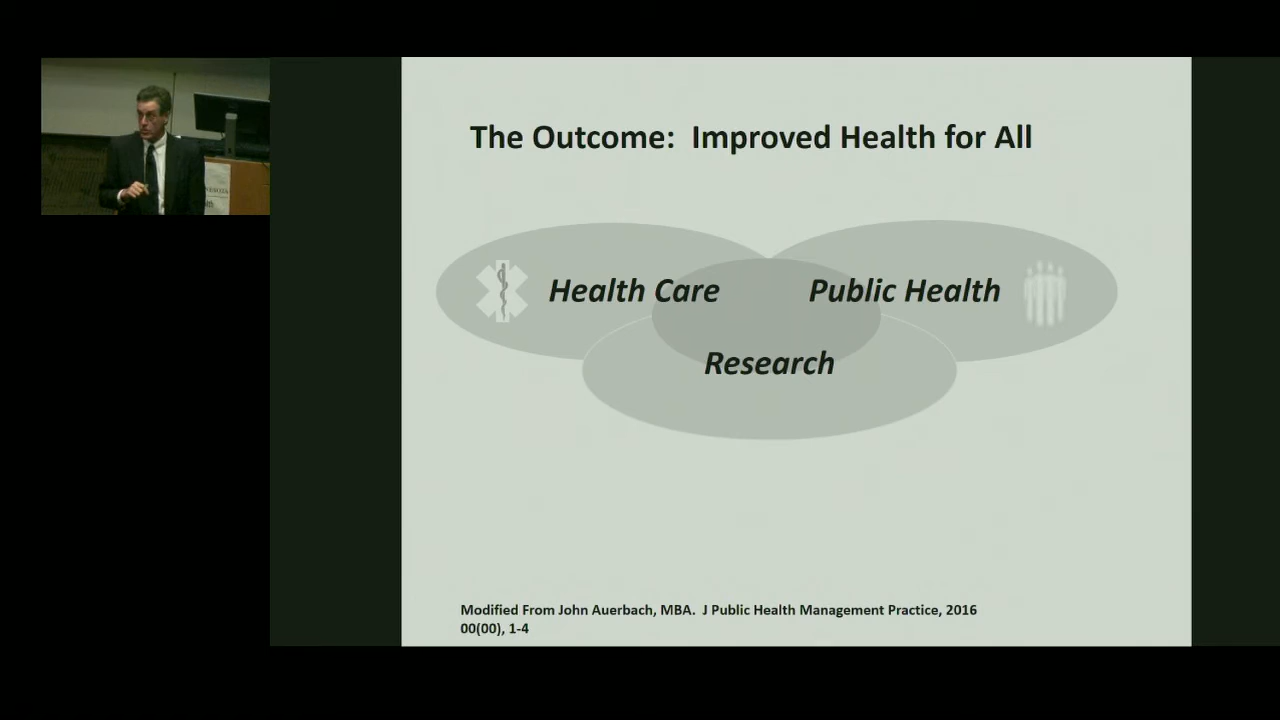 The Outcome: Improved Health for All
Health Care
Public Health
Research
Modified From John Auerbach, MBA. J Public Health Management Practice, 2016
00(00), 1-4